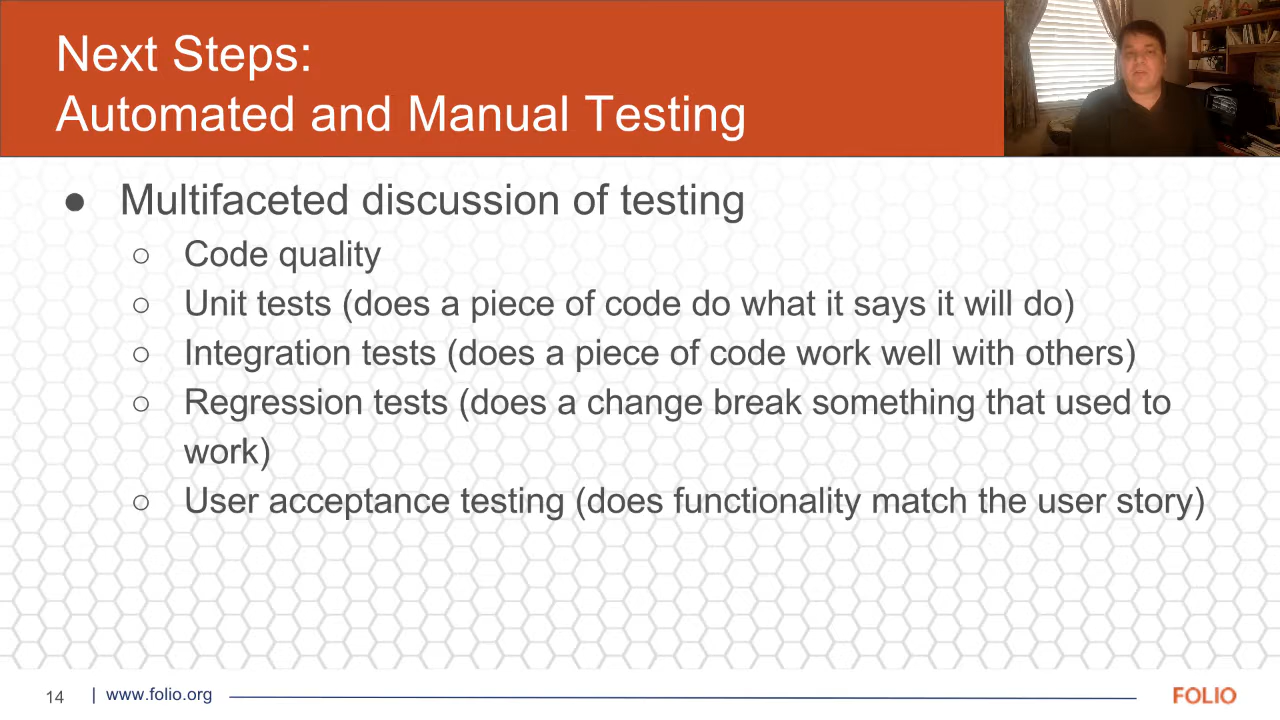 Next Steps:
Automated and Manual Testing
● Multifaceted discussion of testing
○ Code quality
○ Unit tests (does a piece of code do what it says it will do)
○ Integration tests (does a piece of code work well with others)
○ Regression tests (does a change break something that used to
work)
○ User acceptance testing (does functionality match the user story)
14 | www.folio.org
FOLIO